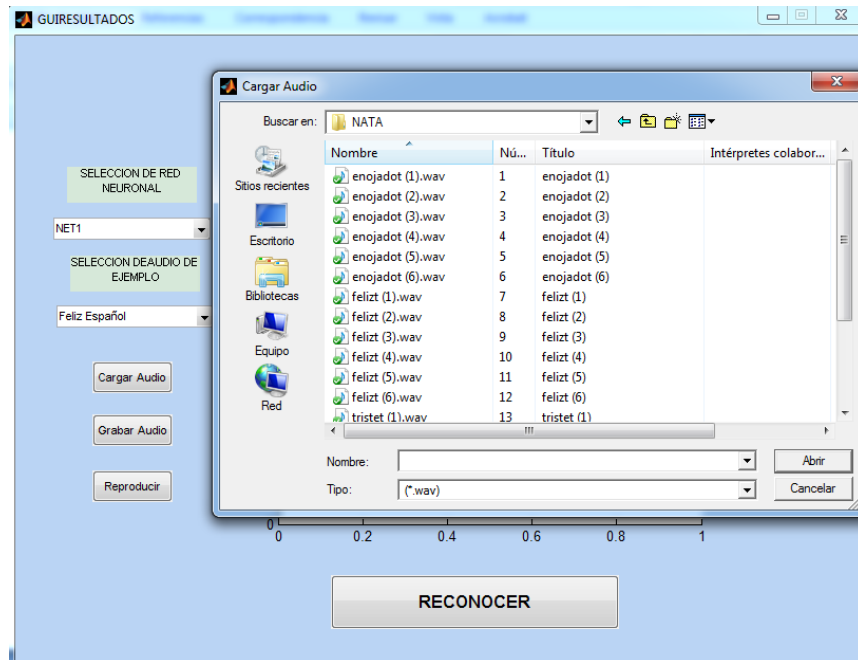 GUIRESULTADOS
Cargar Audio
Buscar en: NATA
Sitios recientes
Escritorio
Bibliotecas
Equipo
Red
Nombre Nú... Título Intérpretes colabor...
enojadot (1).wav 1 enojadot (1)
enojadot (2).wav 2 enojadot (2)
enojadot (3).wav 3 enojadot (3)
enojadot (4).wav 4 enojadot (4)
enojadot (5).wav 5 enojadot (5)
enojadot (6).wav 6 enojadot (6)
felizt (1).wav 7 felizt (1)
felizt (2).wav 8 felizt (2)
felizt (3).wav 9 felizt (3)
felizt (4).wav 10 felizt (4)
felizt (5).wav 11 felizt (5)
felizt (6).wav 12 felizt (6)
tristet (1).wav 13 tristet (1)
Nombre: Abrir
Tipo: (*.wav) Cancelar
SELECCION DE RED
NEURONAL
NET1
SELECCION DEAUDIO DE
EJEMPLO
Feliz Español
Cargar Audio
Grabar Audio
Reproducir
0
0 0.2 0.4 0.6 0.8 1
RECONOCER